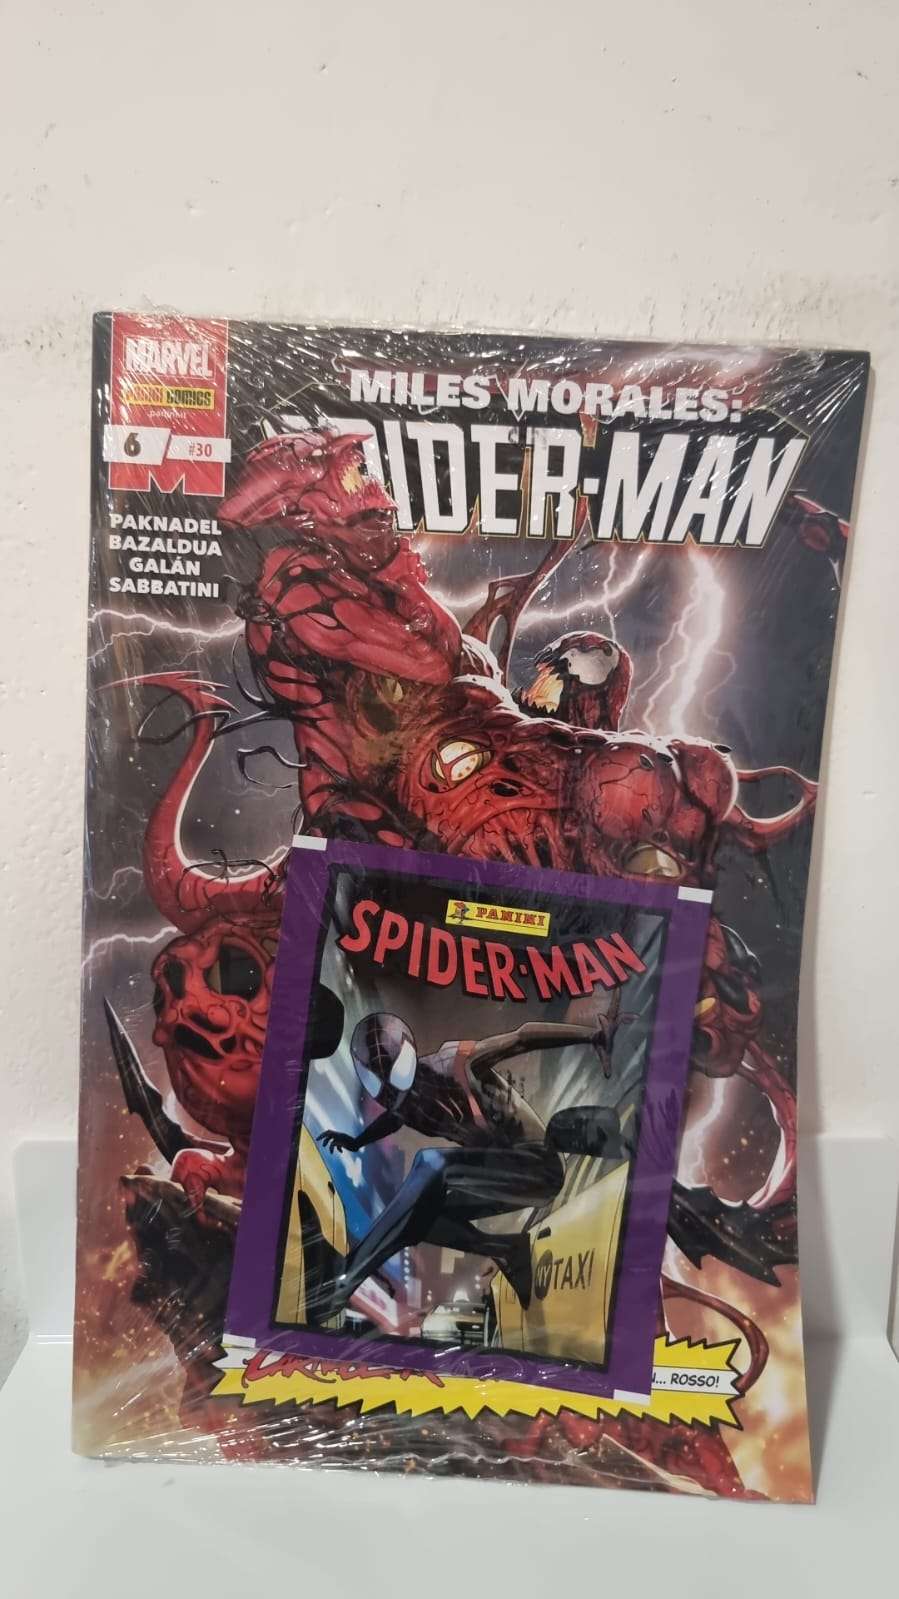 MARVEL
PANINI COMICS
6 #30
PAKNADEL
BAZALDUA
GALÁN
SABBATINI
MILES MORALES:
SPIDER-MAN
PANINI
SPIDER-MAN
TAXI
ROSSO!